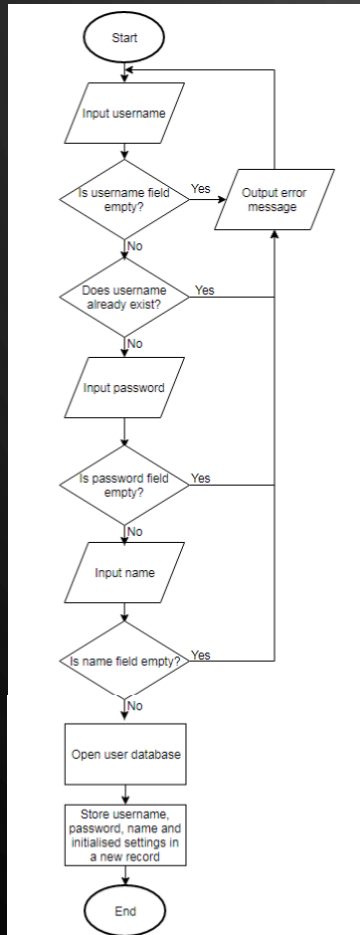 Start
Input username
Is username field
empty?
Yes
Output error
message
No
Does username
already exist?
Yes
No
Input password
Is password field
empty?
Yes
No
Input name
Is name field empty?
Yes
No
Open user database
Store username,
password, name and
initialised settings in
a new record
End